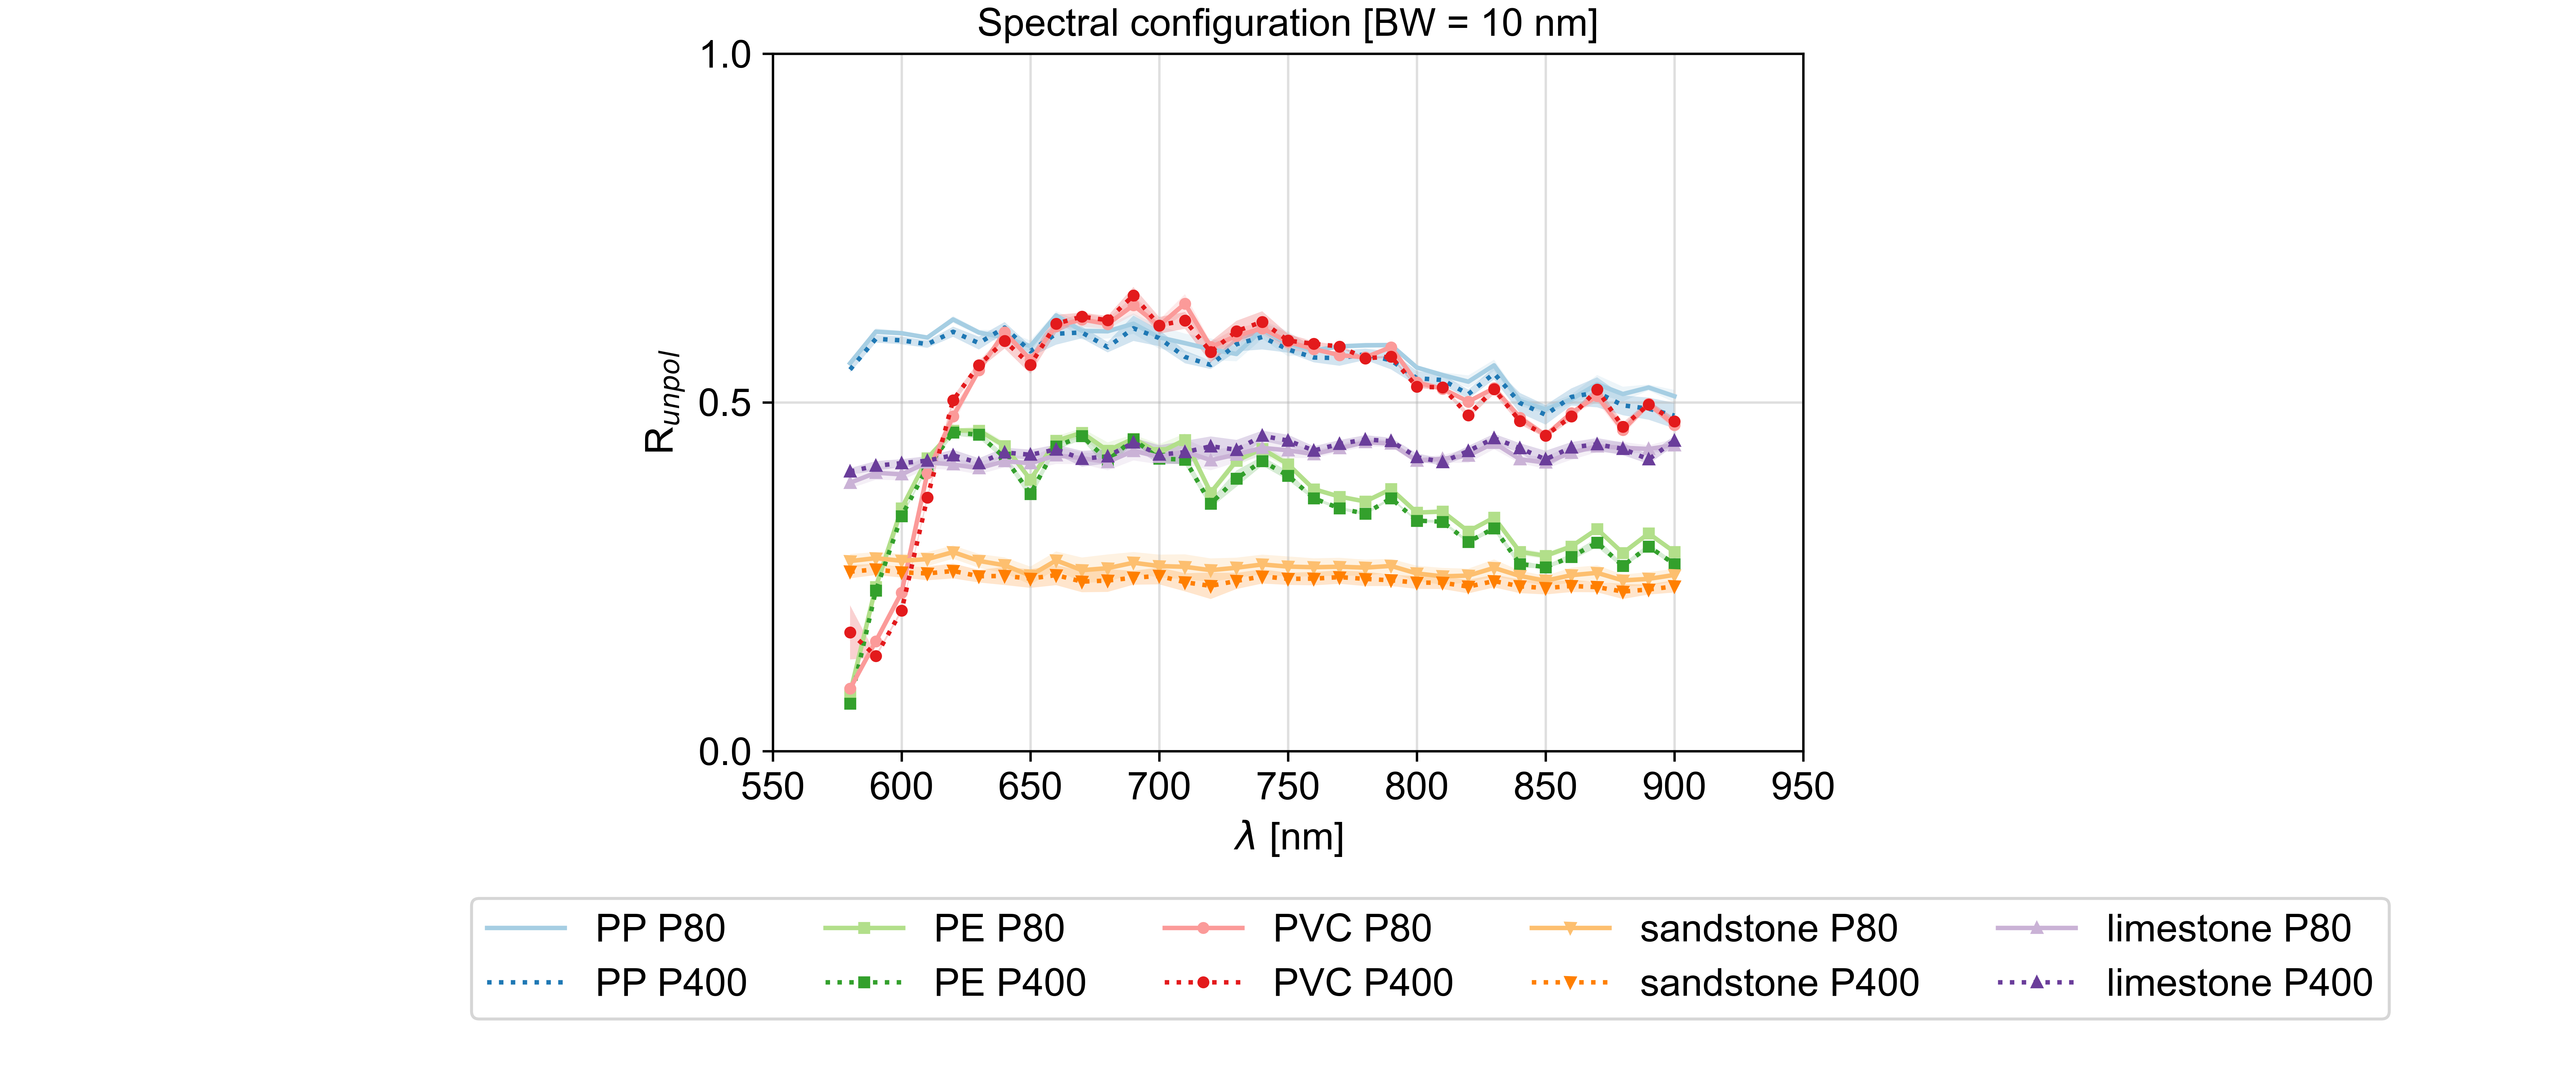 Spectral configuration [BW = 10 nm]
1.0
0.5
0.0
R_unpol
550 600 650 700 750 800 850 900 950
λ [nm]
PP P80 PE P80 PVC P80 sandstone P80 limestone P80
PP P400 PE P400 PVC P400 sandstone P400 limestone P400